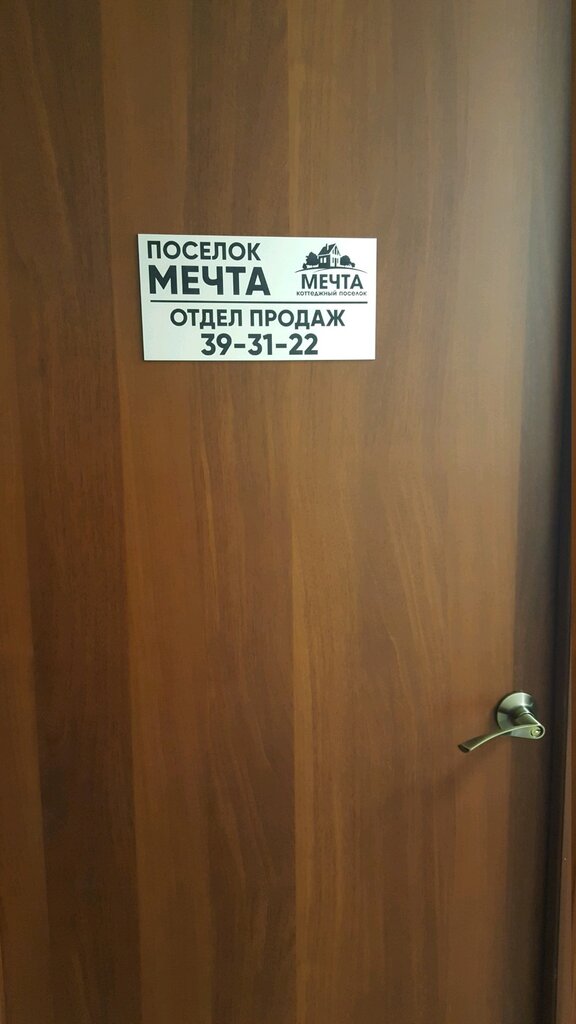 ПОСЕЛОК
МЕЧТА
МЕЧТА
коттеджный поселок
ОТДЕЛ ПРОДАЖ
39-31-22